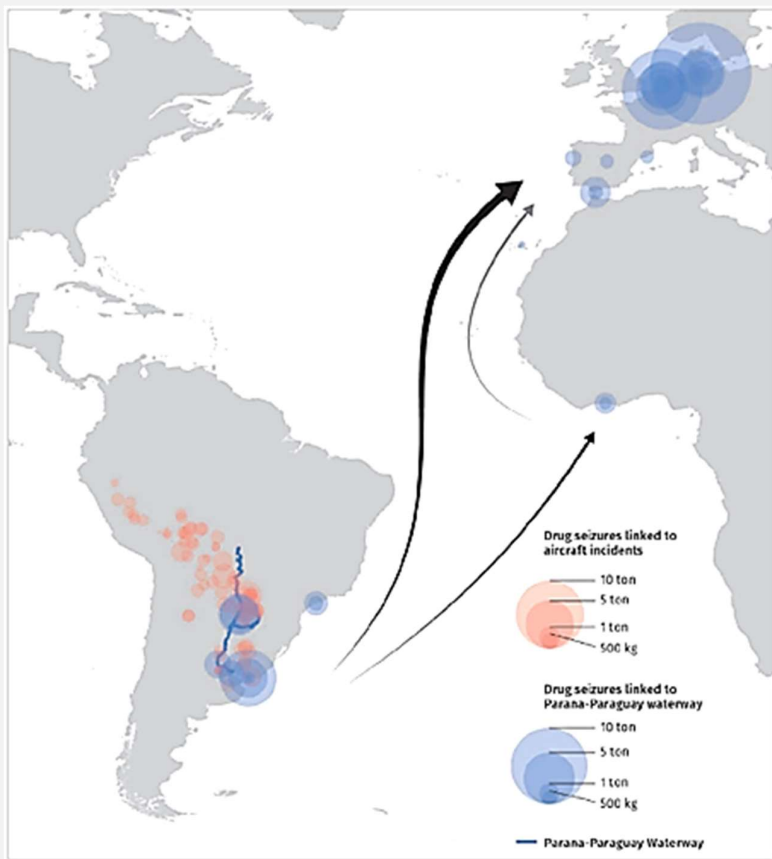 Drug seizures linked to
aircraft incidents
10 ton
5 ton
1 ton
500 kg
Drug seizures linked to
Parana-Paraguay waterway
10 ton
5 ton
1 ton
500 kg
Parana-Paraguay Waterway